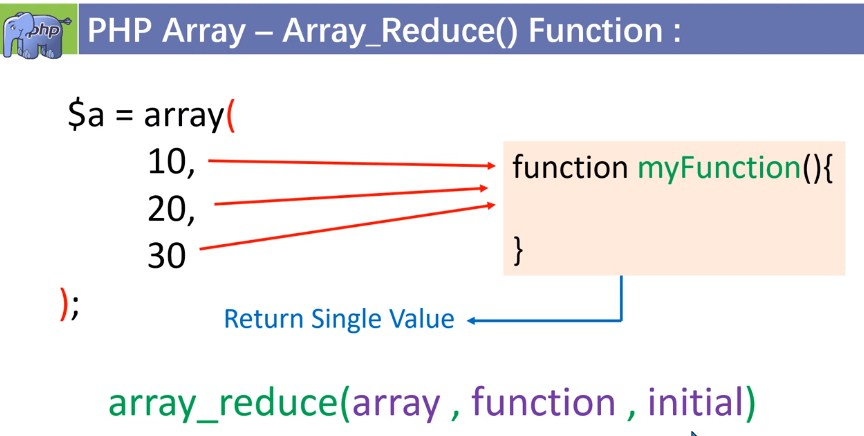 php
PHP Array – Array_Reduce() Function :
$a = array(
10,
20,
30
);
function myFunction(){
}
Return Single Value
array_reduce(array , function , initial)